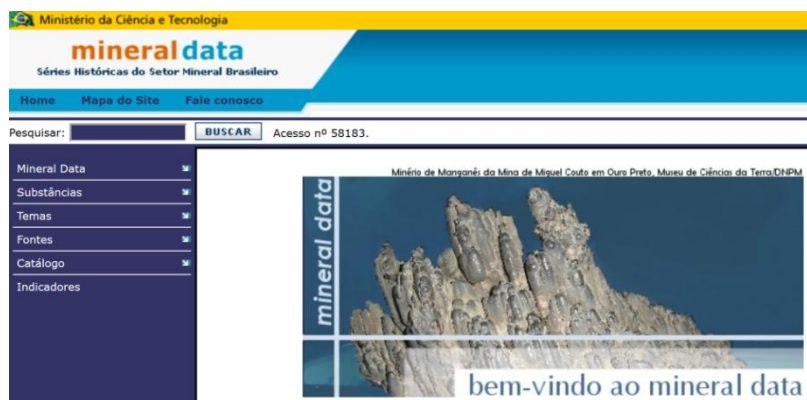 Ministério da Ciência e Tecnologia
mineral data
Séries Históricas do Setor Mineral Brasileiro
Home Mapa do Site Fale conosco
Pesquisar: BUSCAR Acesso nº 58183.
Mineral Data
Substâncias
Temas
Fontes
Catálogo
Indicadores
Minério de Manganês da Mina de Miguel Couto em Ouro Preto, Museu de Ciências da Terra/DNPM
mineral data
bem-vindo ao mineral data